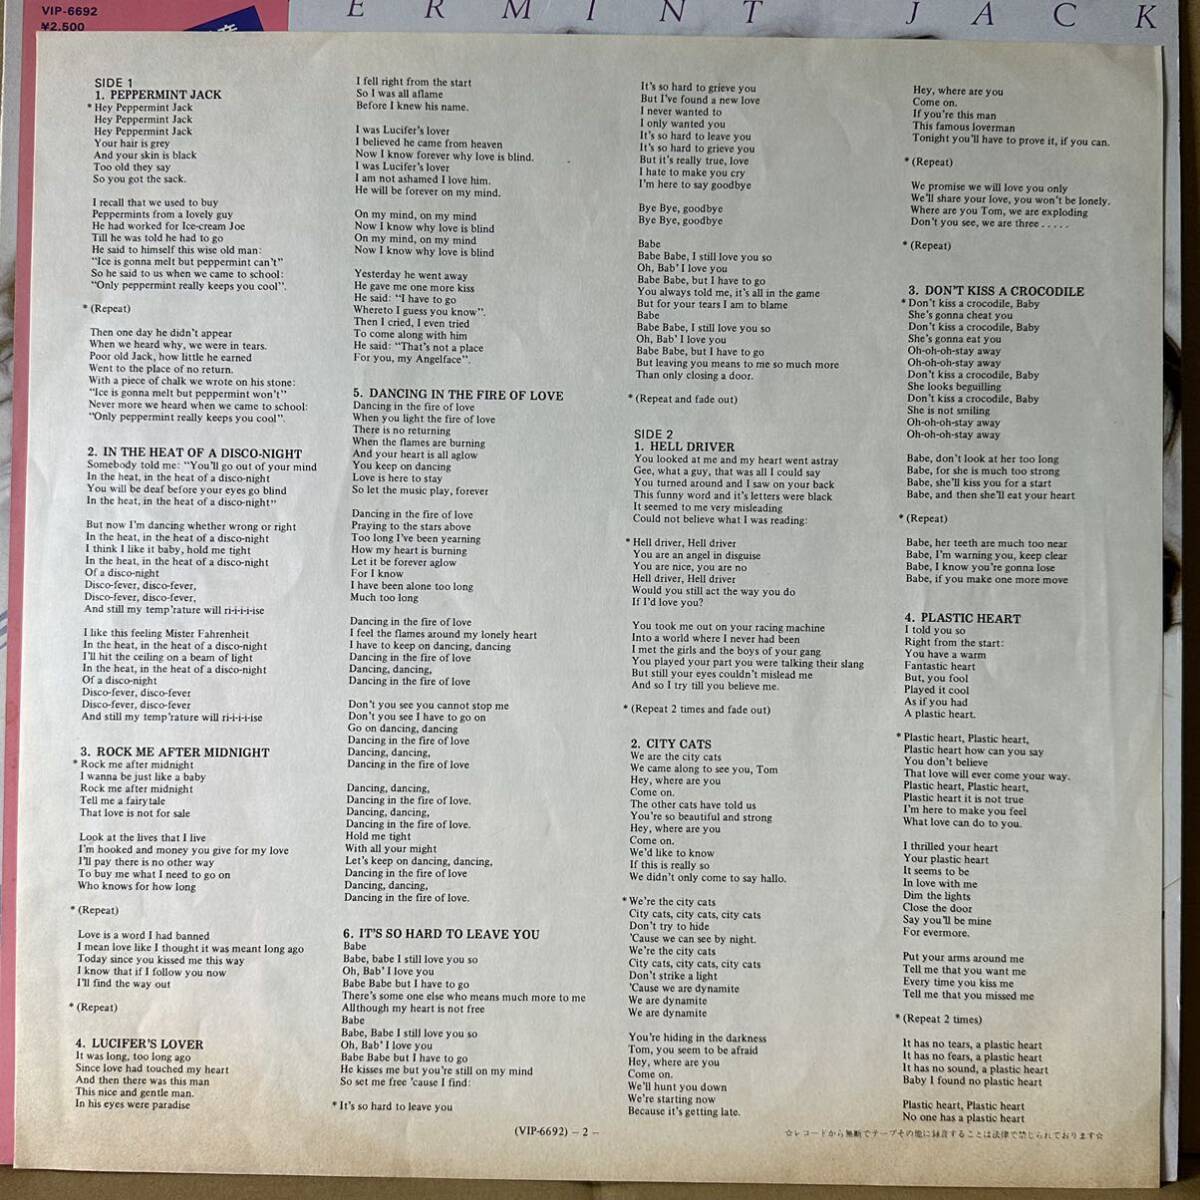 VIP-6692
¥2,500
ERMINT JACK
SIDE 1
1. PEPPERMINT JACK
* Hey Peppermint Jack
Hey Peppermint Jack
Hey Peppermint Jack
Your hair is grey
And your skin is black
Too old they say
So you got the sack.
I recall that we used to buy
Peppermints from a lovely guy
He had worked for Ice-cream Joe
Till he was told he had to go
He said to himself this wise old man:
"Ice is gonna melt but peppermint can't"
So he said to us when we came to school:
"Only peppermint really keeps you cool".
* (Repeat)
Then one day he didn't appear
When we heard why, we were in tears.
Poor old Jack, how little he earned
Went to the place of no return.
With a piece of chalk we wrote on his stone:
"Ice is gonna melt but peppermint won't"
Never more we heard when we came to school:
"Only peppermint really keeps you cool".
2. IN THE HEAT OF A DISCO-NIGHT
Somebody told me: "You'll go out of your mind
In the heat, in the heat of a disco-night
You will be deaf before your eyes go blind
In the heat, in the heat of a disco-night"
But now I'm dancing whether wrong or right
In the heat, in the heat of a disco-night
I think I like it baby, hold me tight
In the heat, in the heat of a disco-night
Of a disco-night
Disco-fever, disco-fever,
Disco-fever, disco-fever,
And still my temp'rature will ri-i-i-i-ise
I like this feeling Mister Fahrenheit
In the heat, in the heat of a disco-night
I'll hit the ceiling on a beam of light
In the heat, in the heat of a disco-night
Of a disco-night
Disco-fever, disco-fever
Disco-fever, disco-fever
And still my temp'rature will ri-i-i-i-ise
3. ROCK ME AFTER MIDNIGHT
* Rock me after midnight
I wanna be just like a baby
Rock me after midnight
Tell me a fairytale
That love is not for sale
Look at the lives that I live
I'm hooked and money you give for my love
I'll pay there is no other way
To buy me what I need to go on
Who knows for how long
* (Repeat)
Love is a word I had banned
I mean love like I thought it was meant long ago
Today since you kissed me this way
I know that if I follow you now
I'll find the way out
* (Repeat)
4. LUCIFER'S LOVER
It was long, too long ago
Since love had touched my heart
And then there was this man
This nice and gentle man.
In his eyes were paradise
I fell right from the start
So I was all aflame
Before I knew his name.
I was Lucifer's lover
I believed he came from heaven
Now I know forever why love is blind.
I was Lucifer's lover
I am not ashamed I love him.
He will be forever on my mind.
On my mind, on my mind
Now I know why love is blind
On my mind, on my mind
Now I know why love is blind
Yesterday he went away
He gave me one more kiss
He said: "I have to go
Whereto I guess you know".
Then I cried, I even tried
To come along with him
He said: "That's not a place
For you, my Angelface".
5. DANCING IN THE FIRE OF LOVE
Dancing in the fire of love
When you light the fire of love
There is no returning
When the flames are burning
And your heart is all aglow
You keep on dancing
Love is here to stay
So let the music play, forever
Dancing in the fire of love
Praying to the stars above
Too long I've been yearning
How my heart is burning
Let it be forever aglow
For I know
I have been alone too long
Much too long
Dancing in the fire of love
I feel the flames around my lonely heart
I have to keep on dancing, dancing
Dancing in the fire of love
Dancing, dancing,
Dancing in the fire of love
Don't you see you cannot stop me
Don't you see I have to go on
Go on dancing, dancing
Dancing in the fire of love
Dancing, dancing,
Dancing in the fire of love
Dancing, dancing,
Dancing in the fire of love.
Dancing, dancing,
Dancing in the fire of love.
Hold me tight
With all your might
Let's keep on dancing, dancing,
Dancing in the fire of love
Dancing, dancing,
Dancing in the fire of love.
6. IT'S SO HARD TO LEAVE YOU
Babe
Babe, babe I still love you so
Oh, Bab' I love you
Babe Babe but I have to go
There's some one else who means much more to me
Allthough my heart is not free
Babe
Babe, Babe I still love you so
Oh, Bab' I love you
Babe Babe but I have to go
He kisses me but you're still on my mind
So set me free 'cause I find:
* It's so hard to leave you
It's so hard to grieve you
But I've found a new love
I never wanted to
I only wanted you
It's so hard to leave you
It's so hard to grieve you
But it's really true, love
I hate to make you cry
I'm here to say goodbye
Bye Bye, goodbye
Bye Bye, goodbye
Babe
Babe Babe, I still love you so
Oh, Bab' I love you
Babe Babe, but I have to go
You always told me, it's all in the game
But for your tears I am to blame
Babe
Babe Babe, I still love you so
Oh, Bab' I love you
Babe Babe, but I have to go
But leaving you means to me so much more
Than only closing a door.
* (Repeat and fade out)
SIDE 2
1. HELL DRIVER
You looked at me and my heart went astray
Gee, what a guy, that was all I could say
You turned around and I saw on your back
This funny word and it's letters were black
It seemed to me very misleading
Could not believe what I was reading:
* Hell driver, Hell driver
You are an angel in disguise
You are nice, you are no
Hell driver, Hell driver
Would you still act the way you do
If I'd love you?
You took me out on your racing machine
Into a world where I never had been
I met the girls and the boys of your gang
You played your part you were talking their slang
But still your eyes couldn't mislead me
And so I try till you believe me.
* (Repeat 2 times and fade out)
2. CITY CATS
We are the city cats
We came along to see you, Tom
Hey, where are you
Come on.
The other cats have told us
You're so beautiful and strong
Hey, where are you
Come on.
We'd like to know
If this is really so
We didn't only come to say hallo.
* We're the city cats
City cats, city cats, city cats
Don't try to hide
'Cause we can see by night.
We're the city cats
City cats, city cats, city cats
Don't strike a light
'Cause we are dynamite
We are dynamite
We are dynamite
You're hiding in the darkness
Tom, you seem to be afraid
Hey, where are you
Come on.
We'll hunt you down
We're starting now
Because it's getting late.
Hey, where are you
Come on.
If you're this man
This famous loverman
Tonight you'll have to prove it, if you can.
* (Repeat)
We promise we will love you only
We'll share your love, you won't be lonely.
Where are you Tom, we are exploding
Don't you see, we are three . . . . .
* (Repeat)
3. DON'T KISS A CROCODILE
* Don't kiss a crocodile, Baby
She's gonna cheat you
Don't kiss a crocodile, Baby
She's gonna eat you
Oh-oh-oh-stay away
Oh-oh-oh-stay away
Don't kiss a crocodile, Baby
She looks beguilling
Don't kiss a crocodile, Baby
She is not smiling
Oh-oh-oh-stay away
Oh-oh-oh-stay away
Babe, don't look at her too long
Babe, for she is much too strong
Babe, she'll kiss you for a start
Babe, and then she'll eat your heart
* (Repeat)
Babe, her teeth are much too near
Babe, I'm warning you, keep clear
Babe, I know you're gonna lose
Babe, if you make one more move
4. PLASTIC HEART
I told you so
Right from the start:
You have a warm
Fantastic heart
But, you fool
Played it cool
As if you had
A plastic heart.
* Plastic heart, Plastic heart,
Plastic heart how can you say
You don't believe
That love will ever come your way.
Plastic heart, Plastic heart,
Plastic heart it is not true
I'm here to make you feel
What love can do to you.
I thrilled your heart
Your plastic heart
It seems to be
In love with me
Dim the lights
Close the door
Say you'll be mine
For evermore.
Put your arms around me
Tell me that you want me
Every time you kiss me
Tell me that you missed me
* (Repeat 2 times)
It has no tears, a plastic heart
It has no fears, a plastic heart
It has no sound, a plastic heart
Baby I found no plastic heart
Plastic heart, Plastic heart
No one has a plastic heart
(VIP-6692) – 2 –
☆レコードから無断でテープその他に録音することは法律で禁じられております☆